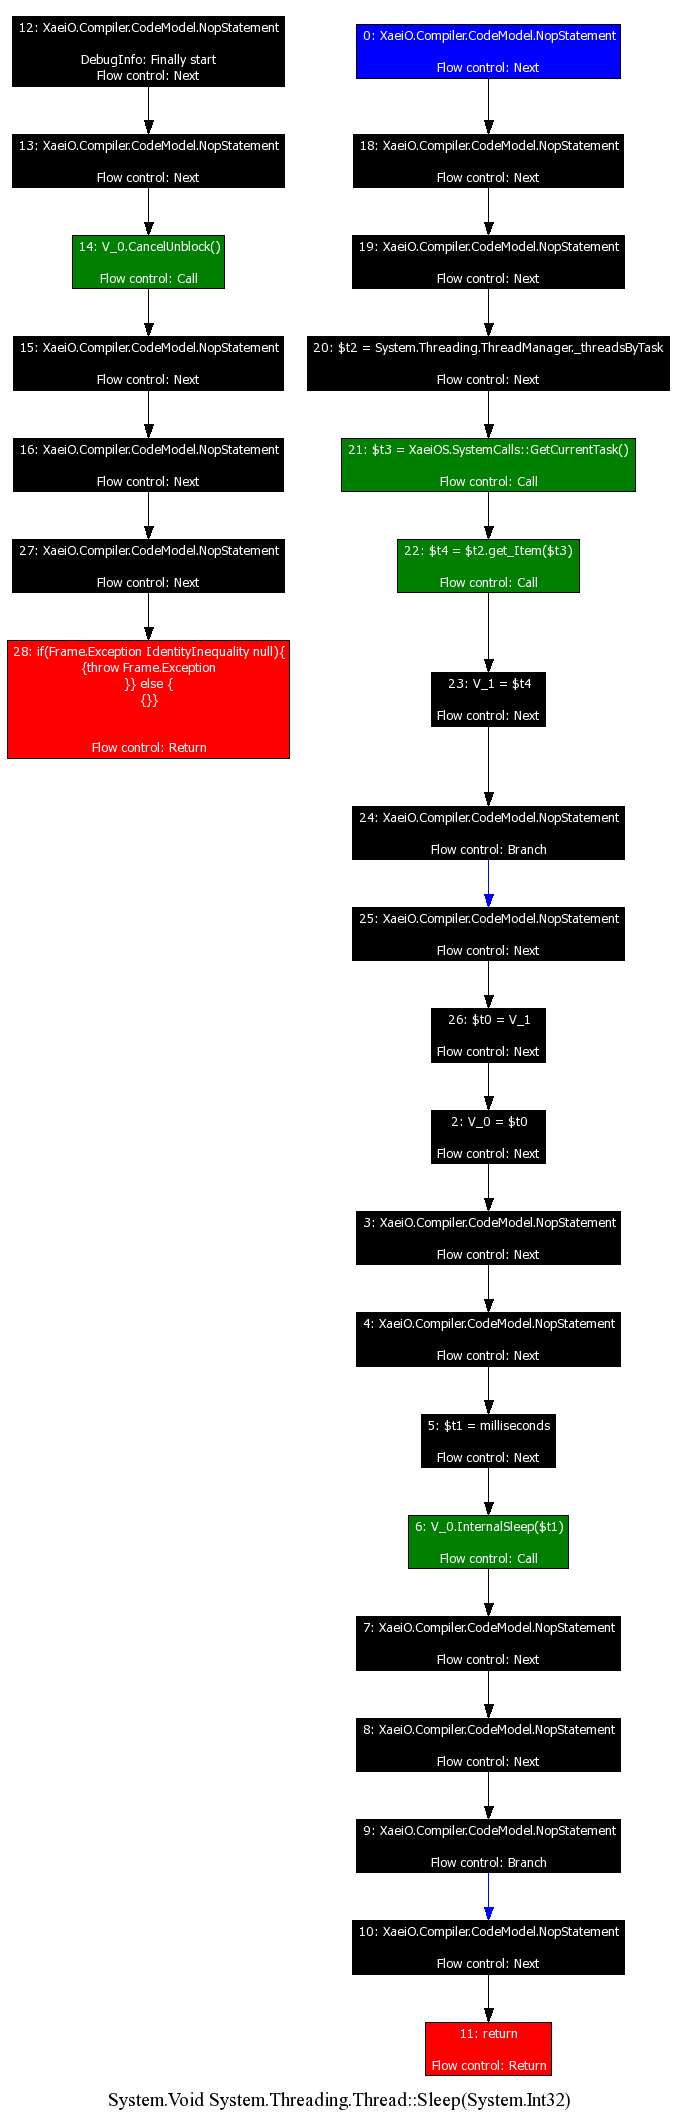 12: XaeiO.Compiler.CodeModel.NopStatement
DebugInfo: Finally start
Flow control: Next
13: XaeiO.Compiler.CodeModel.NopStatement
Flow control: Next
14: V_0.CancelUnblock()
Flow control: Call
15: XaeiO.Compiler.CodeModel.NopStatement
Flow control: Next
16: XaeiO.Compiler.CodeModel.NopStatement
Flow control: Next
27: XaeiO.Compiler.CodeModel.NopStatement
Flow control: Next
28: if(Frame.Exception IdentityInequality null){
{throw Frame.Exception
}} else {
{}}
Flow control: Return
0: XaeiO.Compiler.CodeModel.NopStatement
Flow control: Next
18: XaeiO.Compiler.CodeModel.NopStatement
Flow control: Next
19: XaeiO.Compiler.CodeModel.NopStatement
Flow control: Next
20: $t2 = System.Threading.ThreadManager._threadsByTask
Flow control: Next
21: $t3 = XaeiOS.SystemCalls::GetCurrentTask()
Flow control: Call
22: $t4 = $t2.get_Item($t3)
Flow control: Call
23: V_1 = $t4
Flow control: Next
24: XaeiO.Compiler.CodeModel.NopStatement
Flow control: Branch
25: XaeiO.Compiler.CodeModel.NopStatement
Flow control: Next
26: $t0 = V_1
Flow control: Next
2: V_0 = $t0
Flow control: Next
3: XaeiO.Compiler.CodeModel.NopStatement
Flow control: Next
4: XaeiO.Compiler.CodeModel.NopStatement
Flow control: Next
5: $t1 = milliseconds
Flow control: Next
6: V_0.InternalSleep($t1)
Flow control: Call
7: XaeiO.Compiler.CodeModel.NopStatement
Flow control: Next
8: XaeiO.Compiler.CodeModel.NopStatement
Flow control: Next
9: XaeiO.Compiler.CodeModel.NopStatement
Flow control: Branch
10: XaeiO.Compiler.CodeModel.NopStatement
Flow control: Next
11: return
Flow control: Return
System.Void System.Threading.Thread::Sleep(System.Int32)